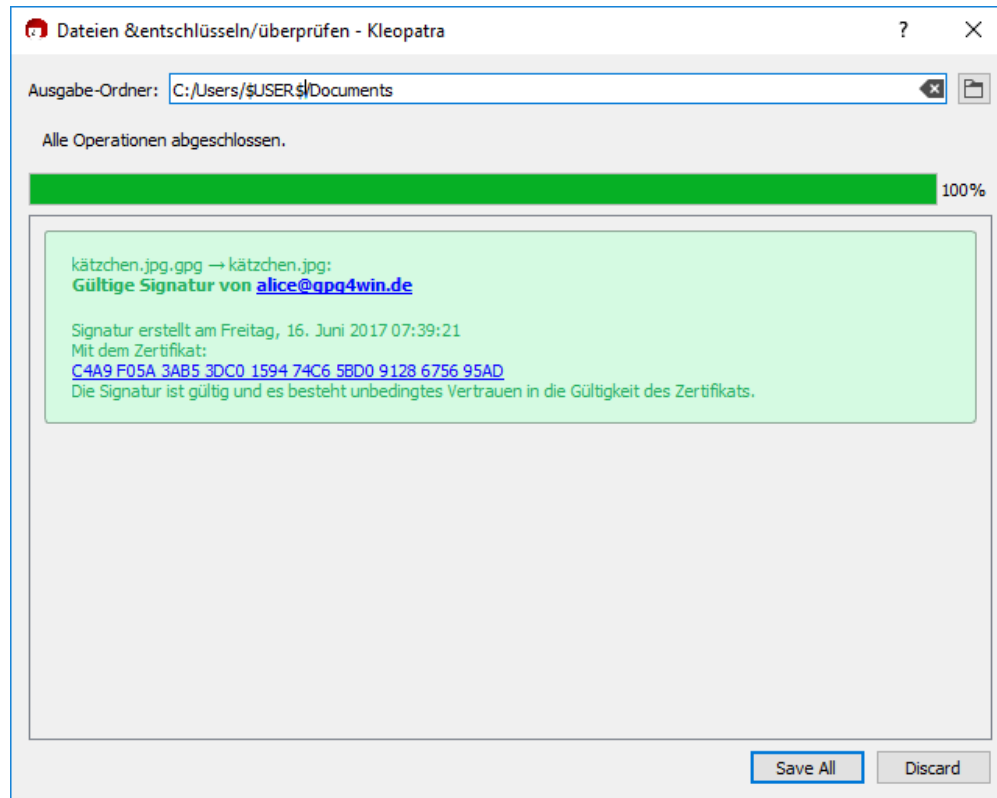 Dateien &entschlüsseln/überprüfen - Kleopatra ?
Ausgabe-Ordner: C:/Users/$USER$/Documents
Alle Operationen abgeschlossen.
100%
kätzchen.jpg.gpg → kätzchen.jpg:
Gültige Signatur von alice@gpg4win.de
Signatur erstellt am Freitag, 16. Juni 2017 07:39:21
Mit dem Zertifikat:
C4A9 F05A 3AB5 3DC0 1594 74C6 5BD0 9128 6756 95AD
Die Signatur ist gültig und es besteht unbedingtes Vertrauen in die Gültigkeit des Zertifikats.
Save All Discard